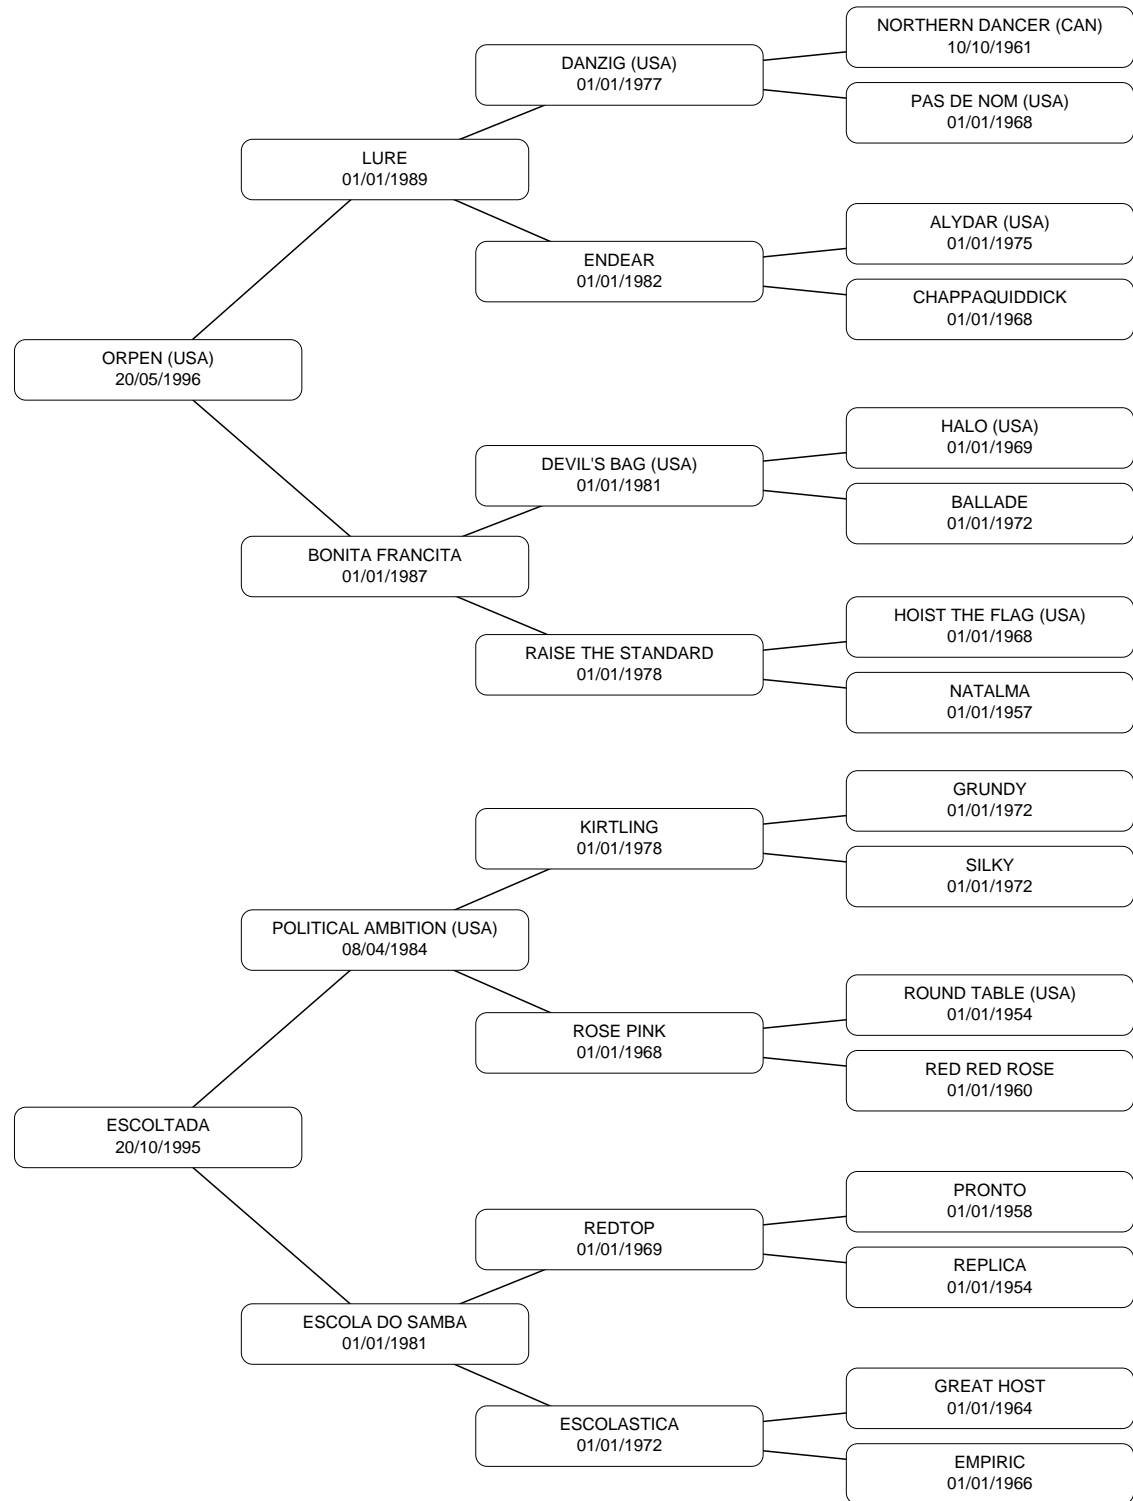 NORTHERN DANCER (CAN)
10/10/1961
DANZIG (USA)
01/01/1977
PAS DE NOM (USA)
01/01/1968
LURE
01/01/1989
ALYDAR (USA)
01/01/1975
ENDEAR
01/01/1982
CHAPPAQUIDDICK
01/01/1968
ORPEN (USA)
20/05/1996
HALO (USA)
01/01/1969
DEVIL'S BAG (USA)
01/01/1981
BALLADE
01/01/1972
BONITA FRANCITA
01/01/1987
HOIST THE FLAG (USA)
01/01/1968
RAISE THE STANDARD
01/01/1978
NATALMA
01/01/1957
GRUNDY
01/01/1972
KIRTLING
01/01/1978
SILKY
01/01/1972
POLITICAL AMBITION (USA)
08/04/1984
ROUND TABLE (USA)
01/01/1954
ROSE PINK
01/01/1968
RED RED ROSE
01/01/1960
ESCOLTADA
20/10/1995
PRONTO
01/01/1958
REDTOP
01/01/1969
REPLICA
01/01/1954
ESCOLA DO SAMBA
01/01/1981
GREAT HOST
01/01/1964
ESCOLASTICA
01/01/1972
EMPIRIC
01/01/1966